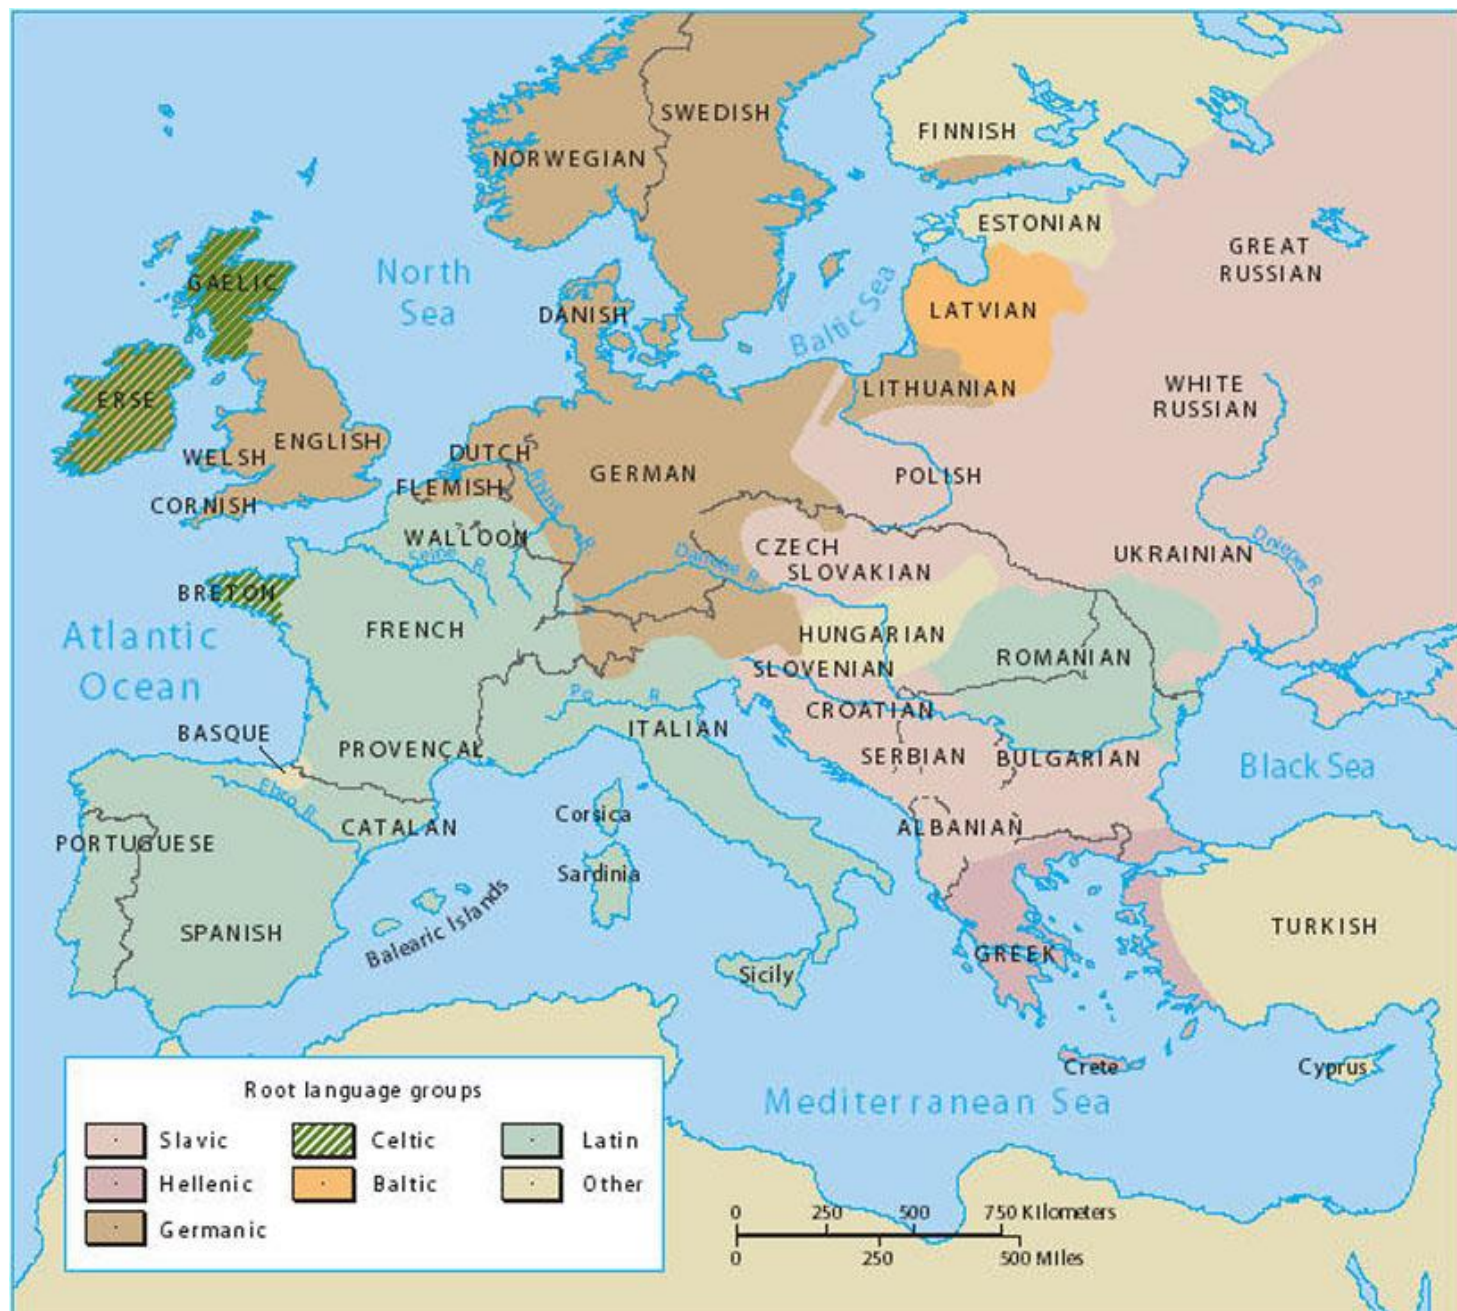 SWEDISH
FINNISH
NORWEGIAN
ESTONIAN
GREAT
RUSSIAN
GAELIC
North
Sea
DANISH
Baltic Sea
LATVIAN
LITHUANIAN
WHITE
RUSSIAN
ERSE
ENGLISH
WELSH
DUTCH
GERMAN
POLISH
FLEMISH
CORNISH
Rhine R.
WALLOON
Seine R.
Danube R.
CZECH
SLOVAKIAN
UKRAINIAN
Dnieper R.
BRETON
Atlantic
Ocean
FRENCH
HUNGARIAN
ROMANIAN
SLOVENIAN
Po R.
CROATIAN
ITALIAN
BASQUE
PROVENÇAL
SERBIAN
BULGARIAN
Black Sea
Ebro R.
Corsica
CATALAN
ALBANIAN
PORTUGUESE
Sardinia
Balearic Islands
SPANISH
TURKISH
GREEK
Sicily
Crete
Cyprus
Mediterranean Sea
Root language groups
Slavic
Celtic
Latin
Hellenic
Baltic
Other
Germanic
0 250 500 750 Kilometers
0 250 500 Miles